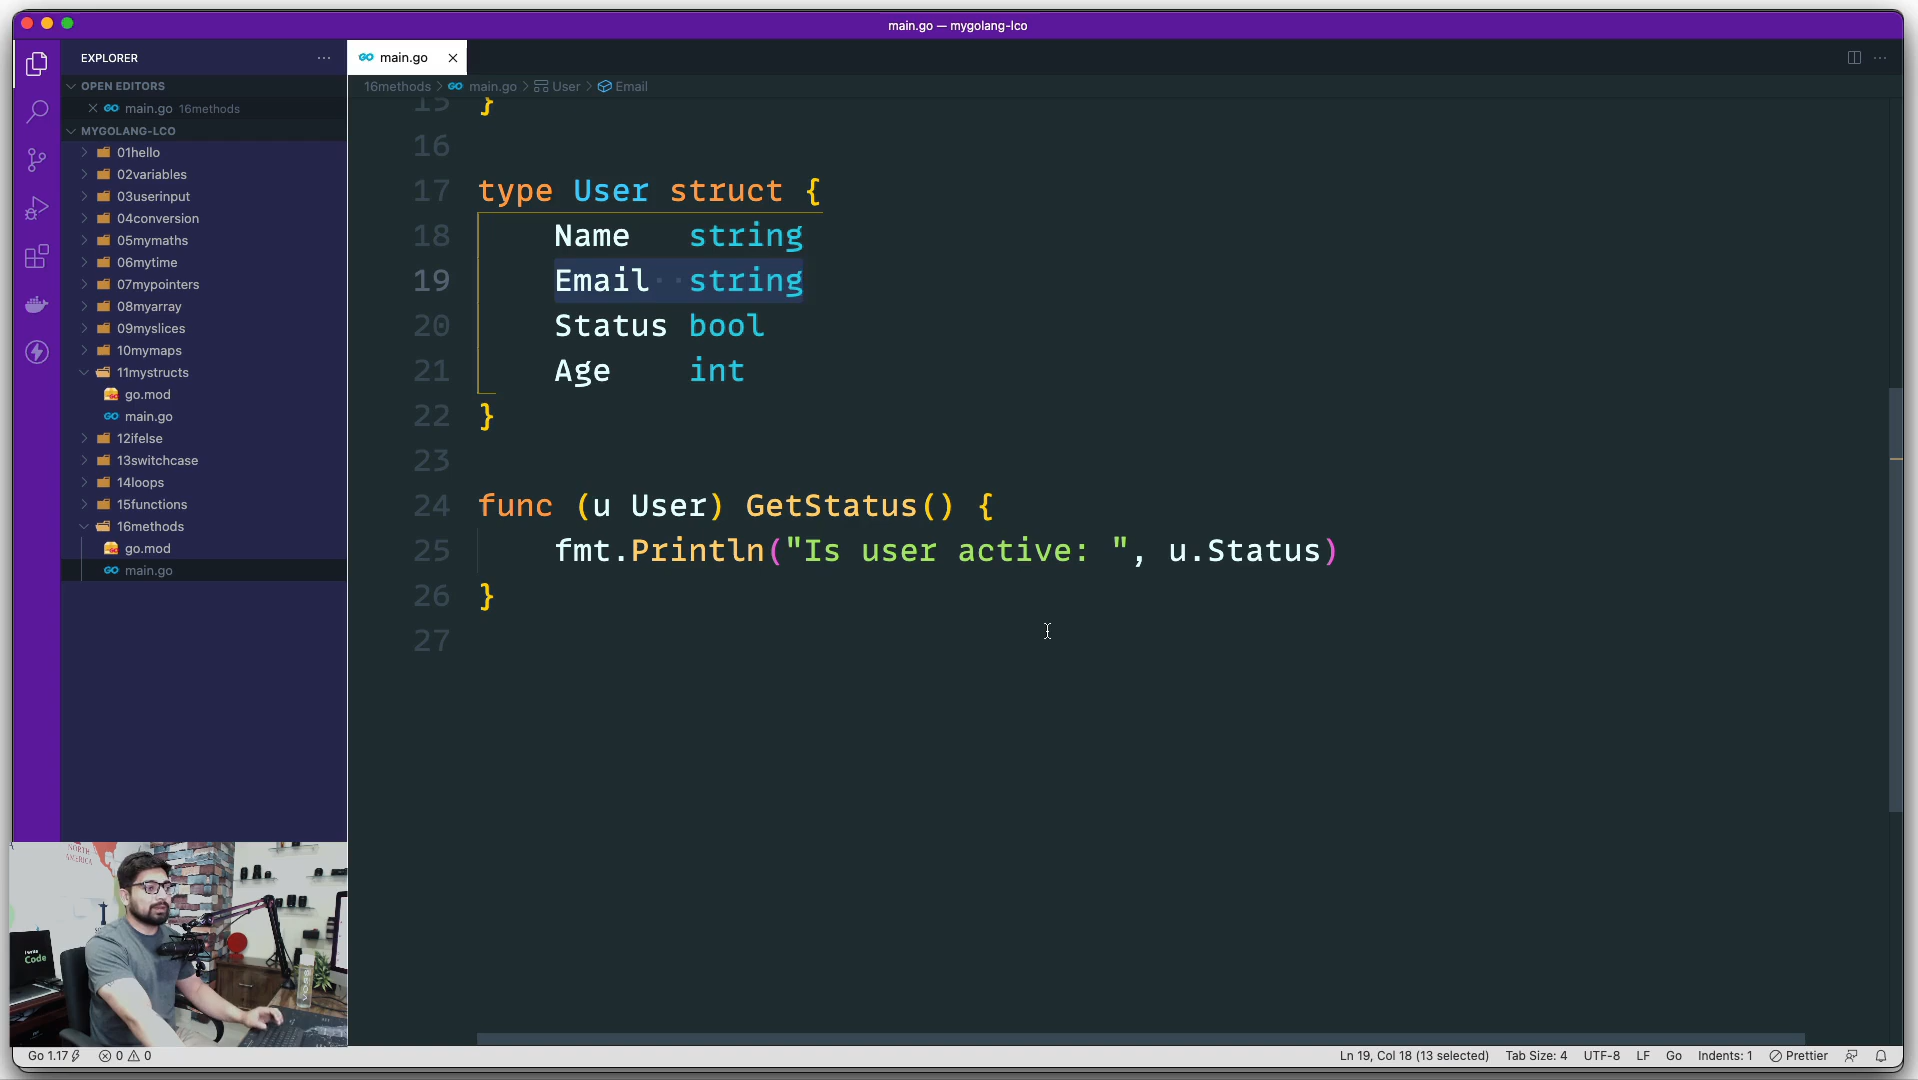 main.go — mygolang-lco
EXPLORER
OPEN EDITORS
main.go 16methods
MYGOLANG-LCO
01hello
02variables
03userinput
04conversion
05mymaths
06mytime
07mypointers
08myarray
09myslices
10mymaps
11mystructs
go.mod
main.go
12ifelse
13switchcase
14loops
15functions
16methods
go.mod
main.go
main.go
16methods > main.go > User > Email
15 }
16
17 type User struct {
18 Name string
19 Email string
20 Status bool
21 Age int
22 }
23
24 func (u User) GetStatus() {
25 fmt.Println("Is user active: ", u.Status)
26 }
27
NORTH
AMERICA
I write
Code
VOSS
Go 1.17
0 0
Ln 19, Col 18 (13 selected) Tab Size: 4 UTF-8 LF Go Indents: 1 Prettier